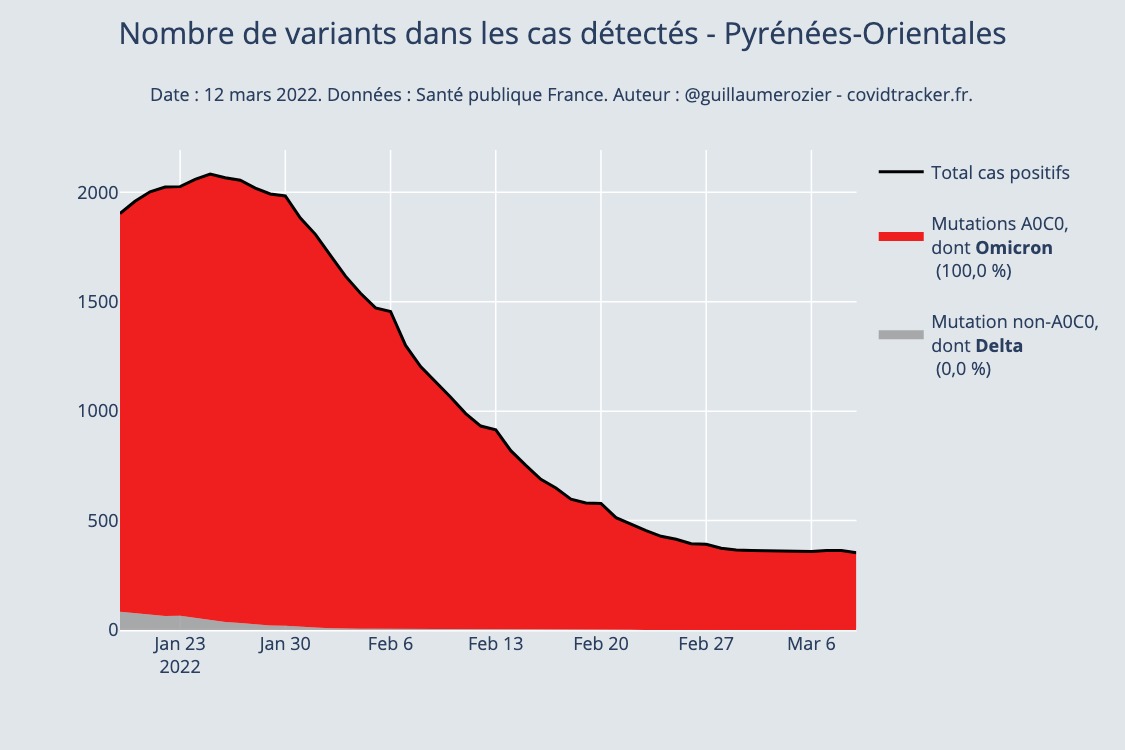 Nombre de variants dans les cas détectés - Pyrénées-Orientales
Date : 12 mars 2022. Données : Santé publique France. Auteur : @guillaumerozier - covidtracker.fr.
Total cas positifs
Mutations A0C0,
dont Omicron
(100,0 %)
Mutation non-A0C0,
dont Delta
(0,0 %)
2000
1500
1000
500
0
Jan 23
2022
Jan 30
Feb 6
Feb 13
Feb 20
Feb 27
Mar 6